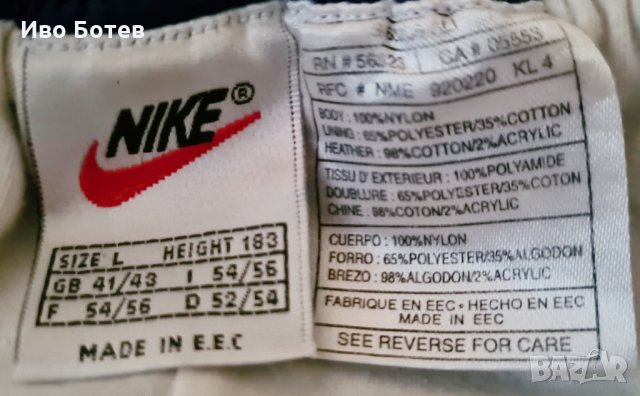 Иво Ботев
NIKE®
SIZE L HEIGHT 183
GB 41/43 I 54/56
F 54/56 D 52/54
MADE IN E.E.C
RN # 56323 CA # 05553
RFC # NME 920220 KL 4
BODY : 100%NYLON
LINING : 65%POLYESTER/35%COTTON
HEATHER : 98%COTTON/2%ACRYLIC
TISSU D'EXTERIEUR : 100%POLYAMIDE
DOUBLURE : 65%POLYESTER/35%COTON
CHINE : 98%COTON/2%ACRYLIC
CUERPO : 100%NYLON
FORRO : 65%POLYESTER/35%ALGODON
BREZO : 98%ALGODON/2%ACRYLIC
FABRIQUE EN EEC • HECHO EN EEC
MADE IN EEC
SEE REVERSE FOR CARE
BAZAR